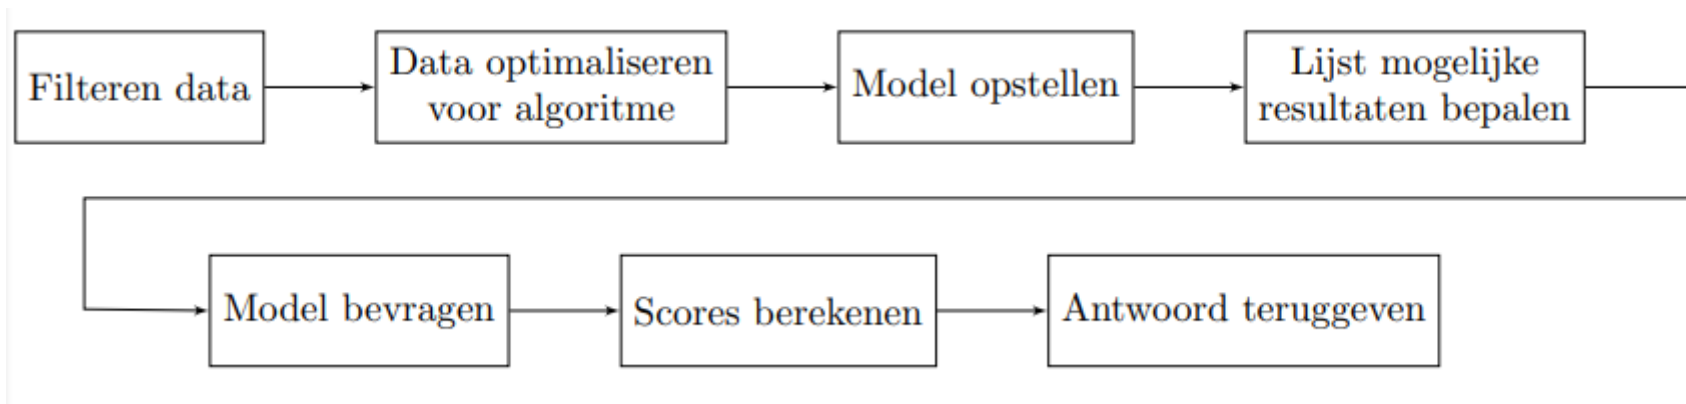 Filteren data
Data optimaliseren
voor algoritme
Model opstellen
Lijst mogelijke
resultaten bepalen
Model bevragen
Scores berekenen
Antwoord teruggeven